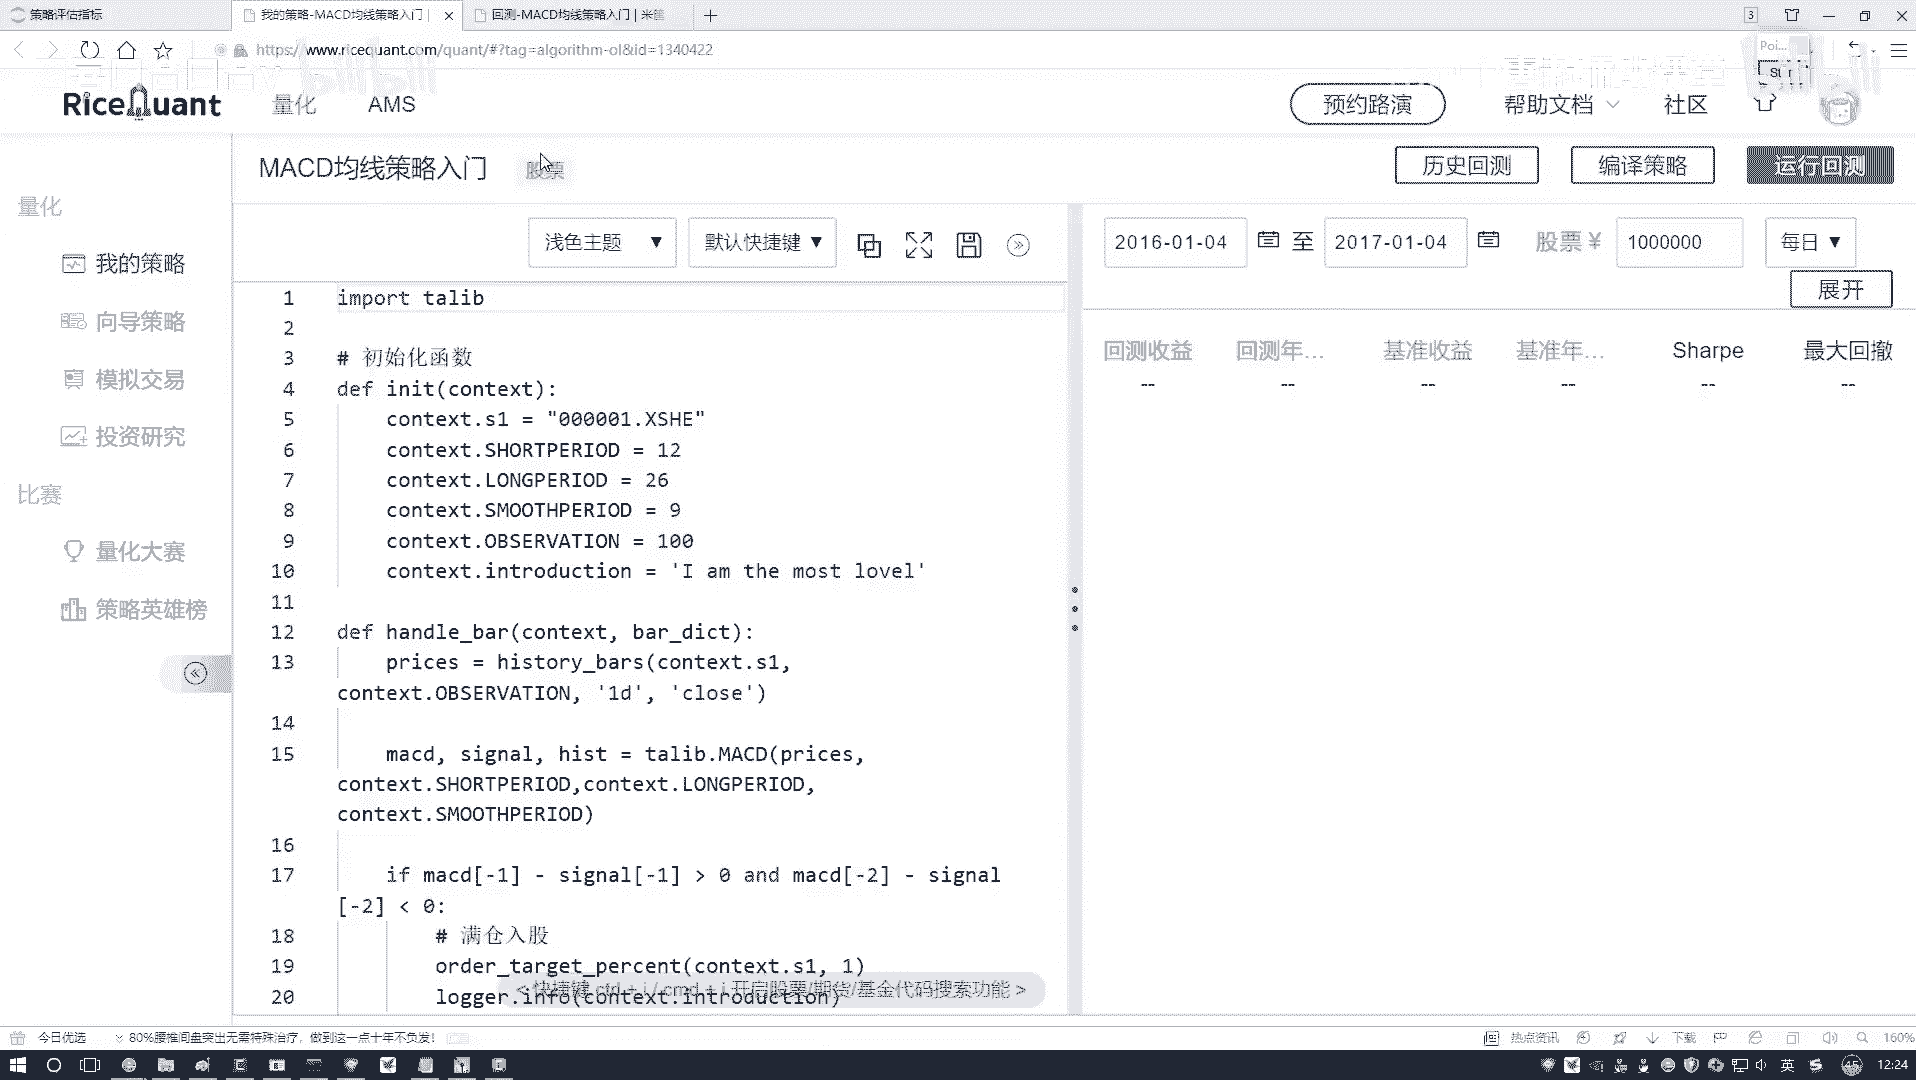 策略评估指标
我的策略-MACD均线策略入门
回测-MACD均线策略入门 | 米筐
3
https://www.ricequant.com/quant/#?tag=algorithm-ol&id=1340422
Poi...
RiceQuant
量化
AMS
预约路演
帮助文档
社区
MACD均线策略入门
股票
历史回测
编译策略
运行回测
量化
我的策略
向导策略
模拟交易
投资研究
比赛
量化大赛
策略英雄榜
浅色主题 ▼
默认快捷键 ▼
2016-01-04
至
2017-01-04
股票 ¥
1000000
每日 ▼
展开
回测收益 回测年... 基准收益 基准年... Sharpe 最大回撤
-- -- -- -- -- --
1 import talib
2
3 # 初始化函数
4 def init(context):
5 context.s1 = "000001.XSHE"
6 context.SHORTPERIOD = 12
7 context.LONGPERIOD = 26
8 context.SMOOTHPERIOD = 9
9 context.OBSERVATION = 100
10 context.introduction = 'I am the most lovel'
11
12 def handle_bar(context, bar_dict):
13 prices = history_bars(context.s1,
context.OBSERVATION, '1d', 'close')
14
15 macd, signal, hist = talib.MACD(prices,
context.SHORTPERIOD,context.LONGPERIOD,
context.SMOOTHPERIOD)
16
17 if macd[-1] - signal[-1] > 0 and macd[-2] - signal
[-2] < 0:
18 # 满仓入股
19 order_target_percent(context.s1, 1)
20 logger.info(context.introduction)
< 快捷键 ctrl + i / cmd + i 开启股票/期货/基金代码搜索功能 >
今日优选
80%腰椎间盘突出无需特殊治疗，做到这一点十年不负发!
热点资讯
下载
160%
英
45
12:24